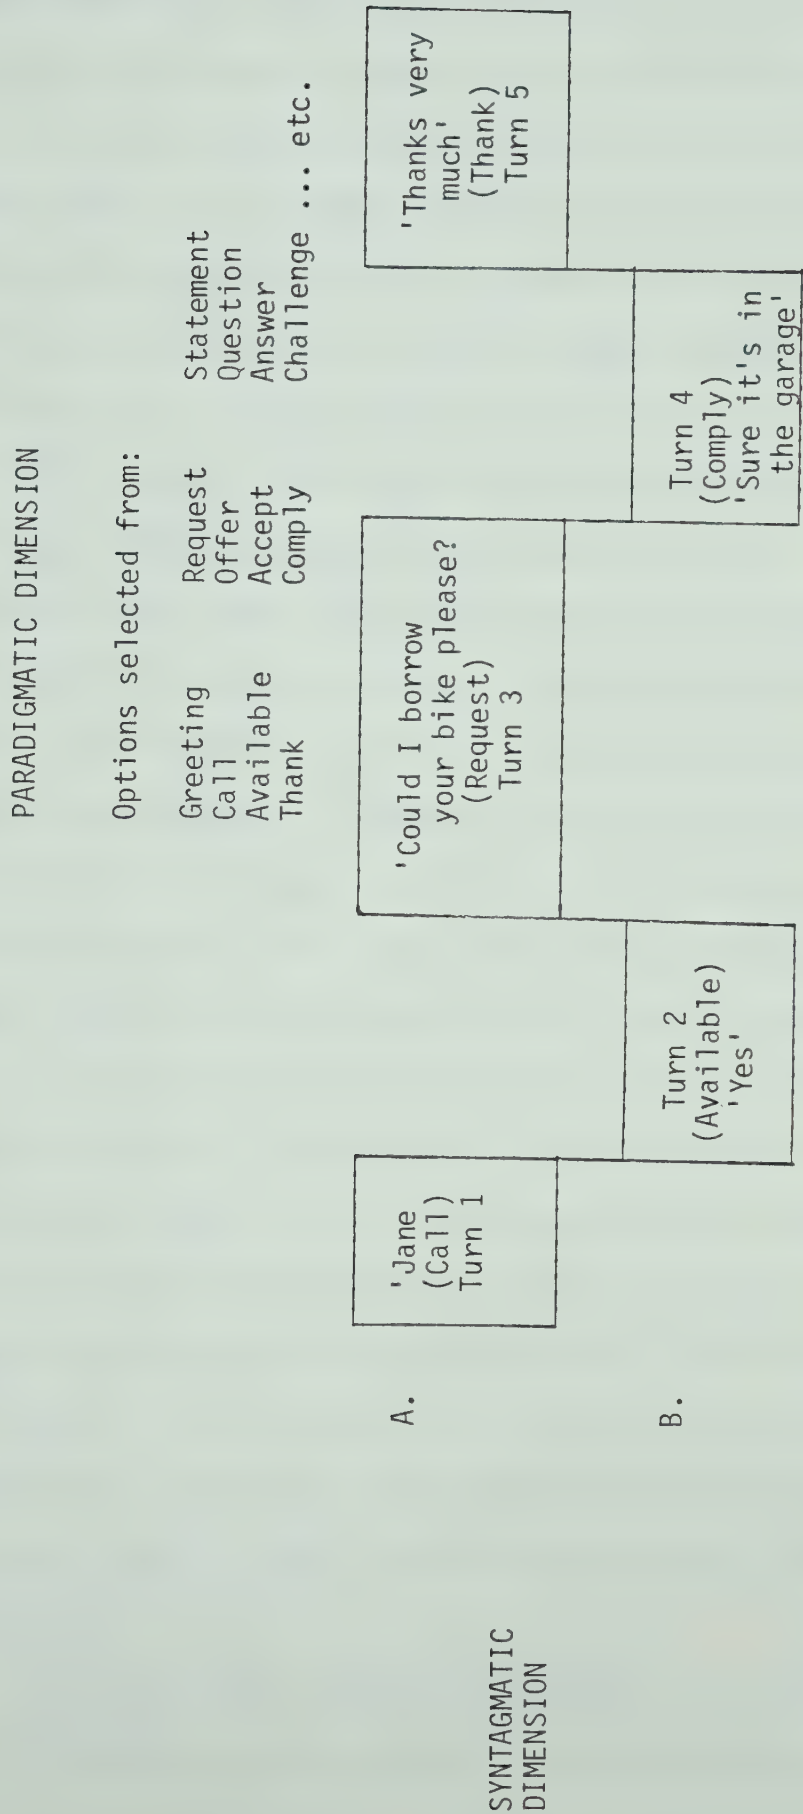 PARADIGMATIC DIMENSION
Options selected from:
Greeting Request Statement
Call Offer Question
Available Accept Answer
Thank Comply Challenge ... etc.
SYNTAGMATIC
DIMENSION
A.
'Jane
(Call)
Turn 1
'Could I borrow
your bike please?
(Request)
Turn 3
'Thanks very
much'
(Thank)
Turn 5
B.
Turn 2
(Available)
'Yes'
Turn 4
(Comply)
'Sure it's in
the garage'